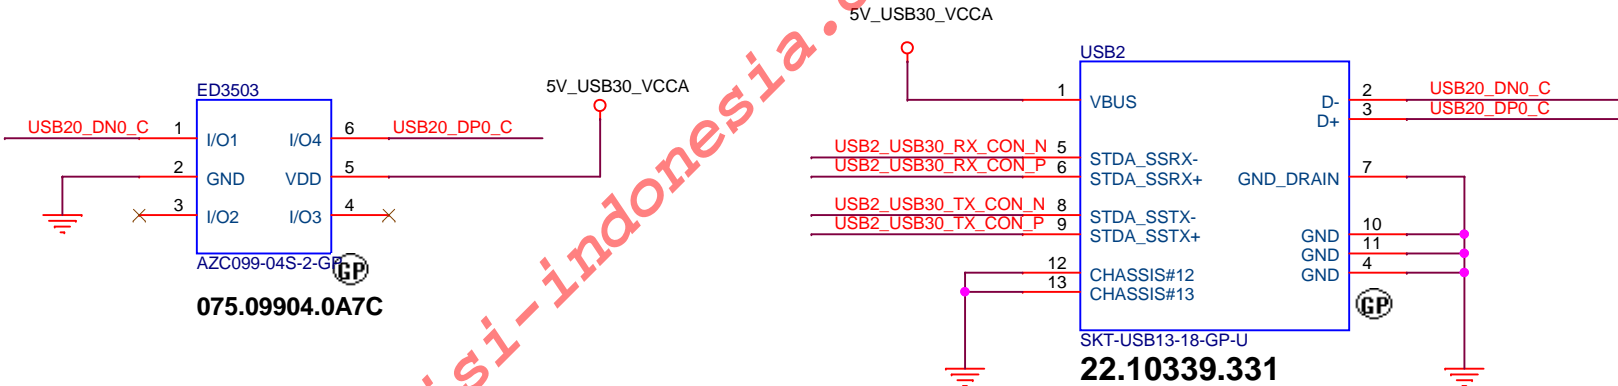 5V_USB30_VCCA
USB2
ED3503
5V_USB30_VCCA
USB20_DN0_C 1 I/O1 I/O4 6 USB20_DP0_C
2 GND VDD 5
3 I/O2 I/O3 4
AZC099-04S-2-GP
GP
075.09904.0A7C
1 VBUS D- 2 USB20_DN0_C
D+ 3 USB20_DP0_C
USB2_USB30_RX_CON_N 5 STDA_SSRX-
USB2_USB30_RX_CON_P 6 STDA_SSRX+ GND_DRAIN 7
USB2_USB30_TX_CON_N 8 STDA_SSTX-
USB2_USB30_TX_CON_P 9 STDA_SSTX+ GND 10
GND 11
12 CHASSIS#12 GND 4
13 CHASSIS#13
GP
SKT-USB13-18-GP-U
22.10339.331
si-indonesia.